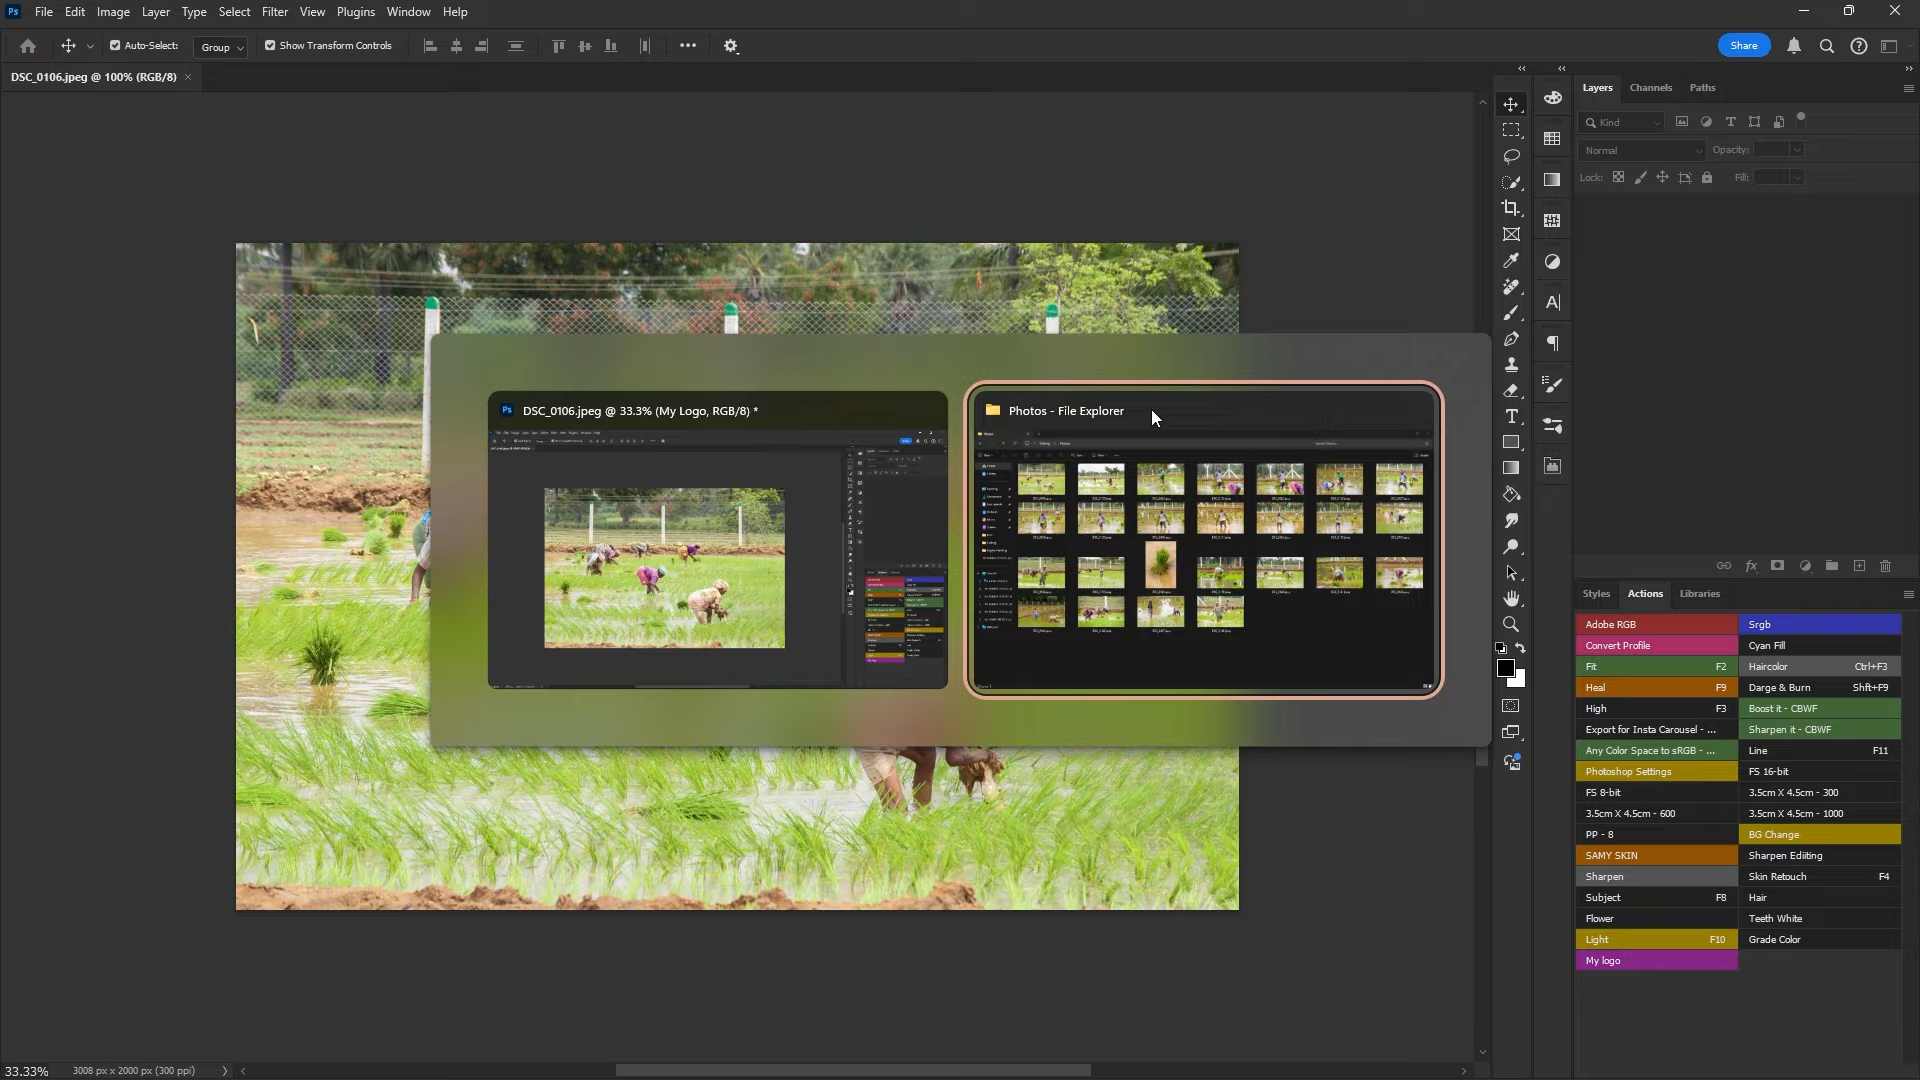 Ps File Edit Image Layer Type Select Filter View Plugins Window Help
Auto-Select: Group Show Transform Controls Share
DSC_0106.jpeg @ 100% (RGB/8)
Layers Channels Paths
Kind
Normal Opacity:
Lock: Fill:
Ps DSC_0106.jpeg @ 33.3% (My Logo, RGB/8) *
Photos - File Explorer
Styles Actions Libraries
Adobe RGB Srgb
Convert Profile Cyan Fill
Fit F2 Haircolor Ctrl+F3
Heal F9 Darge & Burn Shft+F9
High F3 Boost it - CBWF
Export for Insta Carousel - ... Sharpen it - CBWF
Any Color Space to sRGB - ... Line F11
Photoshop Settings FS 16-bit
FS 8-bit 3.5cm X 4.5cm - 300
3.5cm X 4.5cm - 600 3.5cm X 4.5cm - 1000
PP - 8 BG Change
SAMY SKIN Sharpen Ediiting
Sharpen Skin Retouch F4
Subject F8 Hair
Flower Teeth White
Light F10 Grade Color
My logo
33.33% 3008 px x 2000 px (300 ppi)